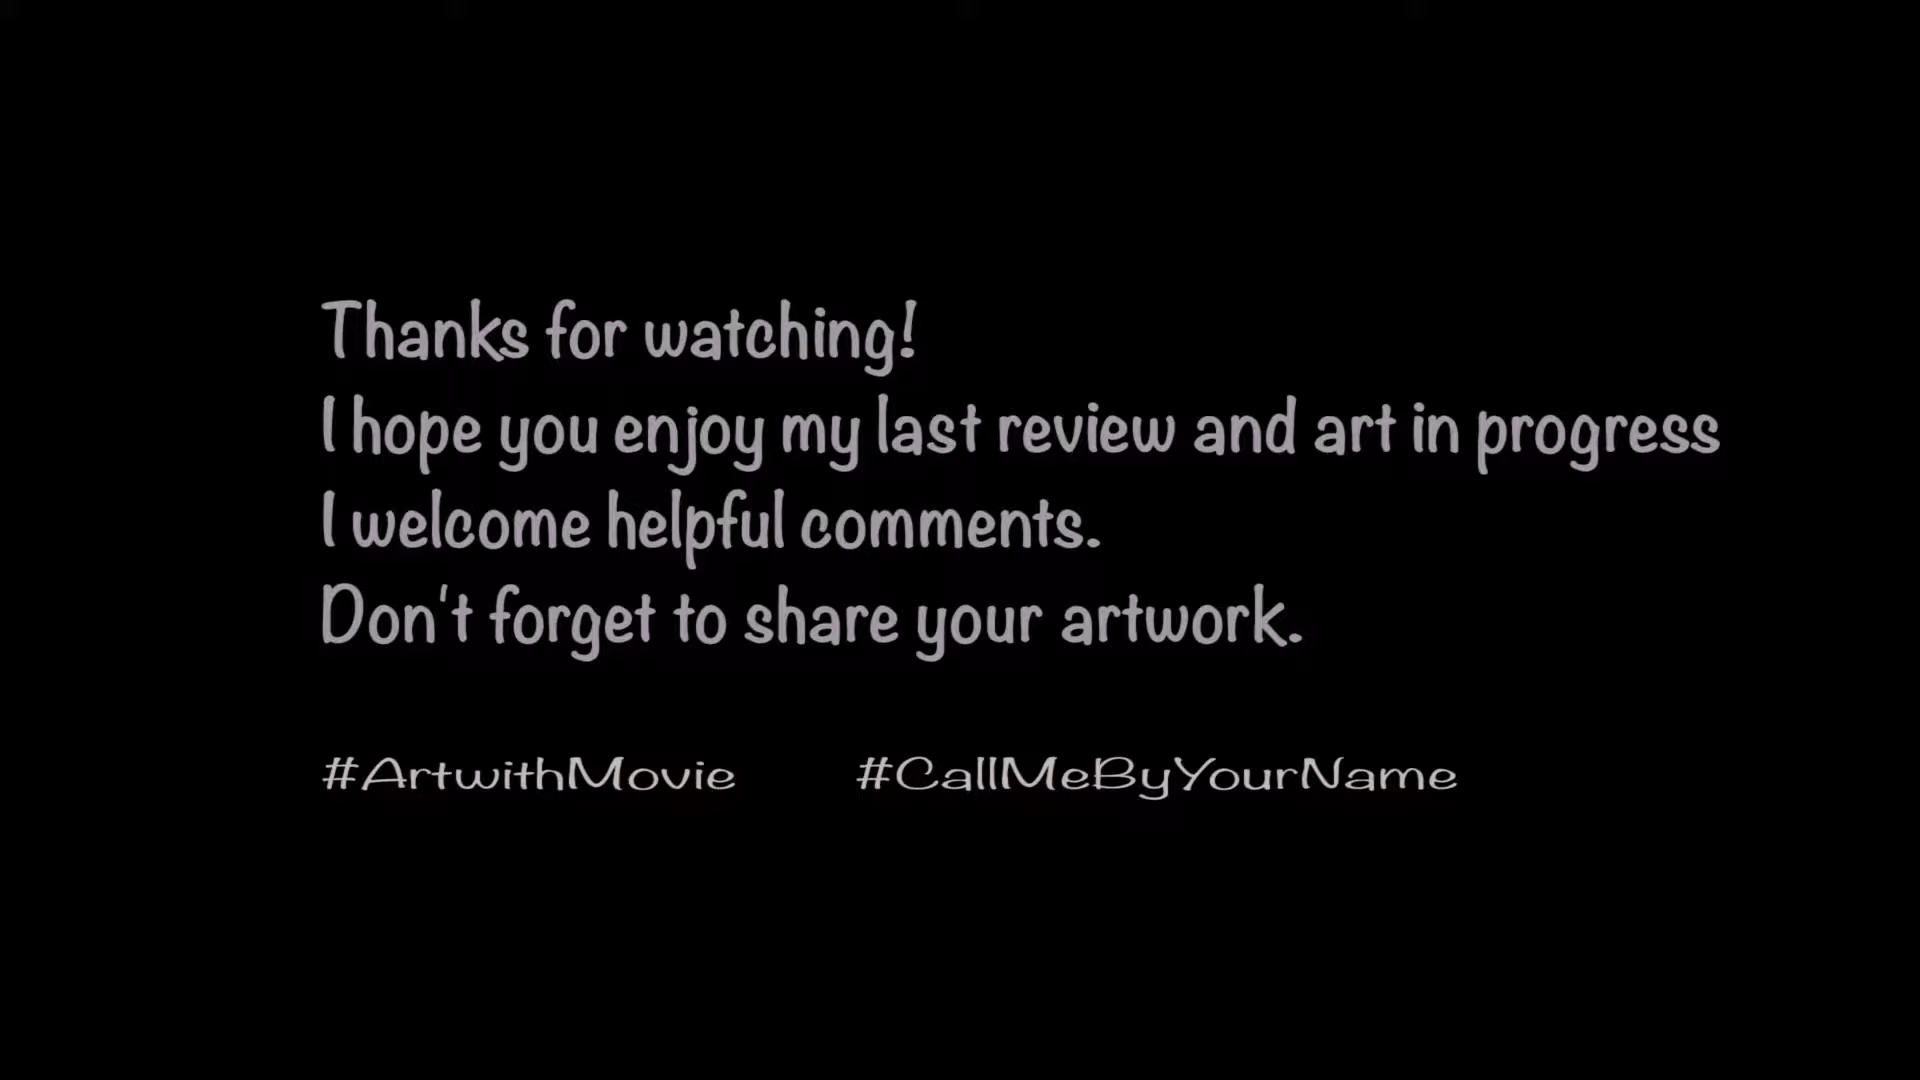 Thanks for watching!
I hope you enjoy my last review and art in progress
I welcome helpful comments.
Don't forget to share your artwork.
#ArtwithMovie #CallMeByYourName